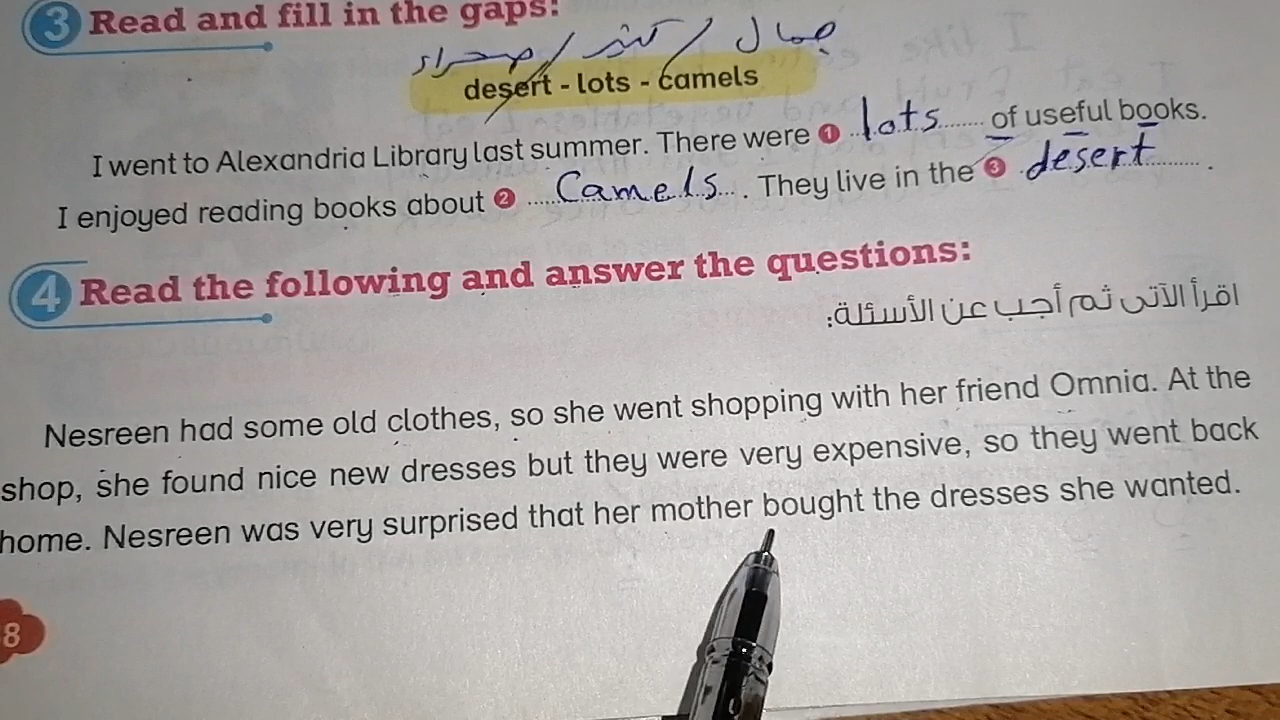 3 Read and fill in the gaps:
صحراء / كثير / جمال
desert - lots - camels
I went to Alexandria Library last summer. There were 1 ..lots........ of useful books.
I enjoyed reading books about 2 .....Camels.... . They live in the 3 .desert.......... .
4 Read the following and answer the questions:
اقرأ الآتى ثم أجب عن الأسئلة:
Nesreen had some old clothes, so she went shopping with her friend Omnia. At the
shop, she found nice new dresses but they were very expensive, so they went back
home. Nesreen was very surprised that her mother bought the dresses she wanted.
8